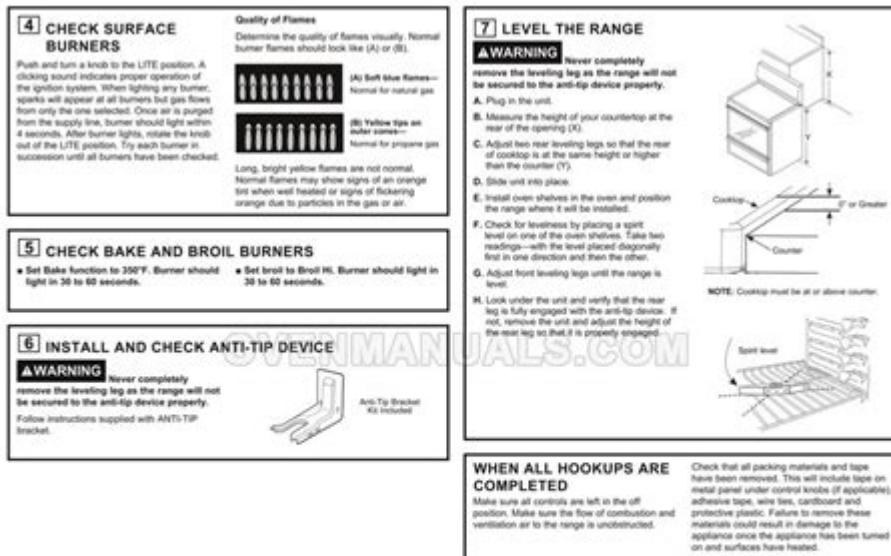 4 CHECK SURFACE
BURNERS
Push and turn a knob to the LITE position. A
clicking sound indicates proper operation of
the ignition system. When lighting any burner,
sparks will appear at all burners but gas flows
from only the one selected. Once air is purged
from the supply line, burner should light within
4 seconds. After burner lights, rotate the knob
out of the LITE position. Try each burner in
succession until all burners have been checked.
Quality of Flames
Determine the quality of flames visually. Normal
burner flames should look like (A) or (B).
(A) Soft blue flames—
Normal for natural gas
(B) Yellow tips on
outer cones—
Normal for propane gas
Long, bright yellow flames are not normal.
Normal flames may show signs of an orange
tint when well heated or signs of flickering
orange due to particles in the gas or air.
5 CHECK BAKE AND BROIL BURNERS
■ Set Bake function to 350°F. Burner should
light in 30 to 60 seconds.
■ Set broil to Broil Hi. Burner should light in
30 to 60 seconds.
6 INSTALL AND CHECK ANTI-TIP DEVICE
⚠WARNING Never completely
remove the leveling leg as the range will not
be secured to the anti-tip device properly.
Follow instructions supplied with ANTI-TIP
bracket.
Anti-Tip Bracket
Kit Included
7 LEVEL THE RANGE
⚠WARNING Never completely
remove the leveling leg as the range will not
be secured to the anti-tip device properly.
A. Plug in the unit.
B. Measure the height of your countertop at the
rear of the opening (X).
C. Adjust two rear leveling legs so that the rear
of cooktop is at the same height or higher
than the counter (Y).
D. Slide unit into place.
E. Install oven shelves in the oven and position
the range where it will be installed.
F. Check for levelness by placing a spirit
level on one of the oven shelves. Take two
readings—with the level placed diagonally
first in one direction and then the other.
G. Adjust front leveling legs until the range is
level.
H. Look under the unit and verify that the rear
leg is fully engaged with the anti-tip device. If
not, remove the unit and adjust the height of
the rear leg so that it is properly engaged.
X
Y
Cooktop
0" or Greater
Counter
NOTE: Cooktop must be at or above counter.
Spirit level
OVENMANUALS.COM
WHEN ALL HOOKUPS ARE
COMPLETED
Make sure all controls are left in the off
position. Make sure the flow of combustion and
ventilation air to the range is unobstructed.
Check that all packing materials and tape
have been removed. This will include tape on
metal panel under control knobs (if applicable),
adhesive tape, wire ties, cardboard and
protective plastic. Failure to remove these
materials could result in damage to the
appliance once the appliance has been turned
on and surfaces have heated.